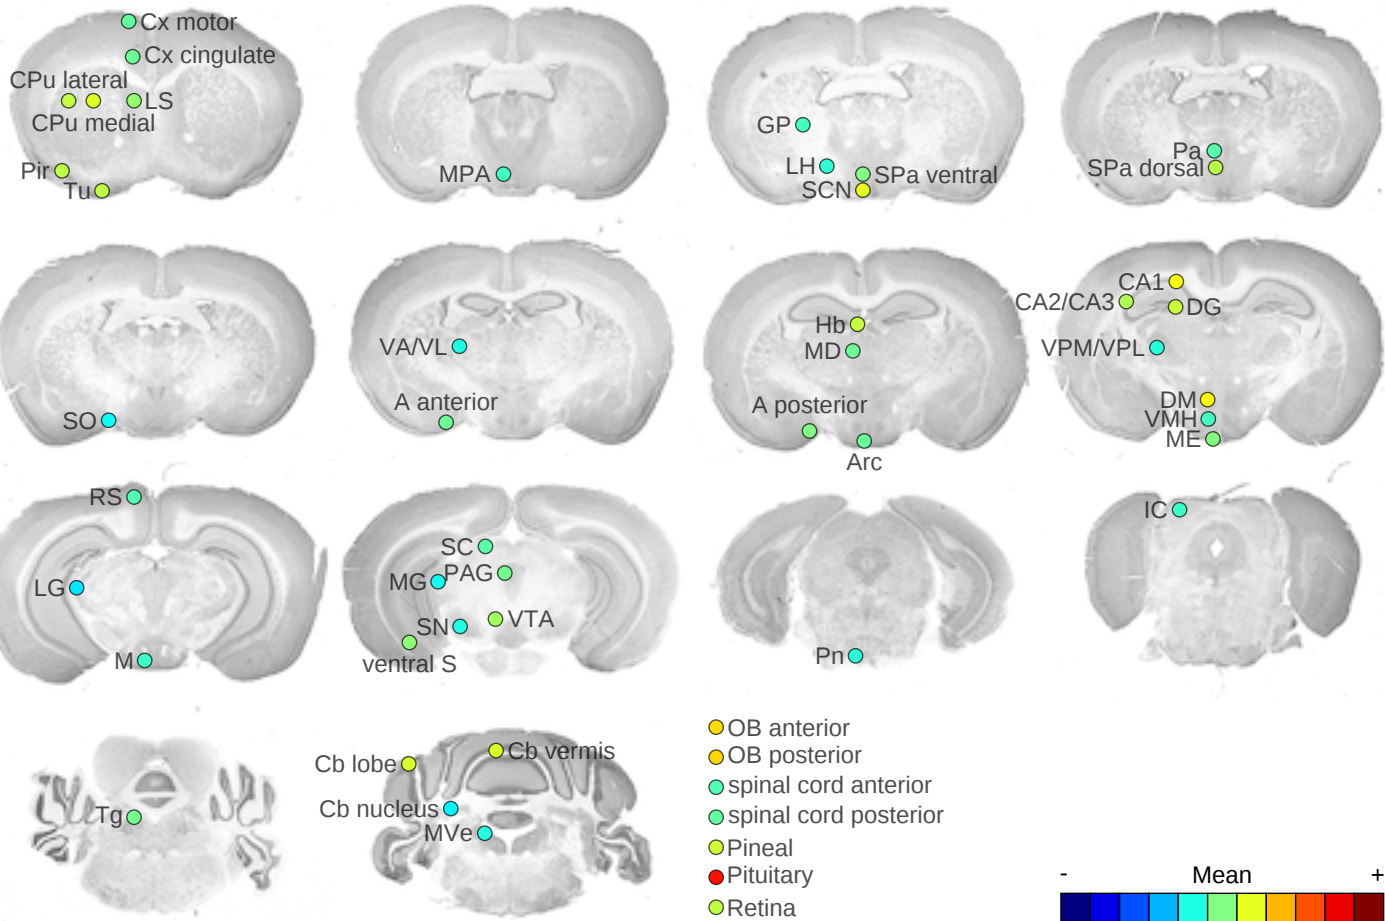 Cx motor
Cx cingulate
CPu lateral
LS
CPu medial
Pir
Tu
MPA
GP
LH
SPa ventral
SCN
Pa
SPa dorsal
SO
VA/VL
A anterior
Hb
MD
A posterior
Arc
CA1
CA2/CA3
DG
VPM/VPL
DM
VMH
ME
RS
LG
M
SC
MG
PAG
SN
VTA
ventral S
Pn
IC
Tg
Cb lobe
Cb vermis
Cb nucleus
MVe
OB anterior
OB posterior
spinal cord anterior
spinal cord posterior
Pineal
Pituitary
Retina
- Mean +